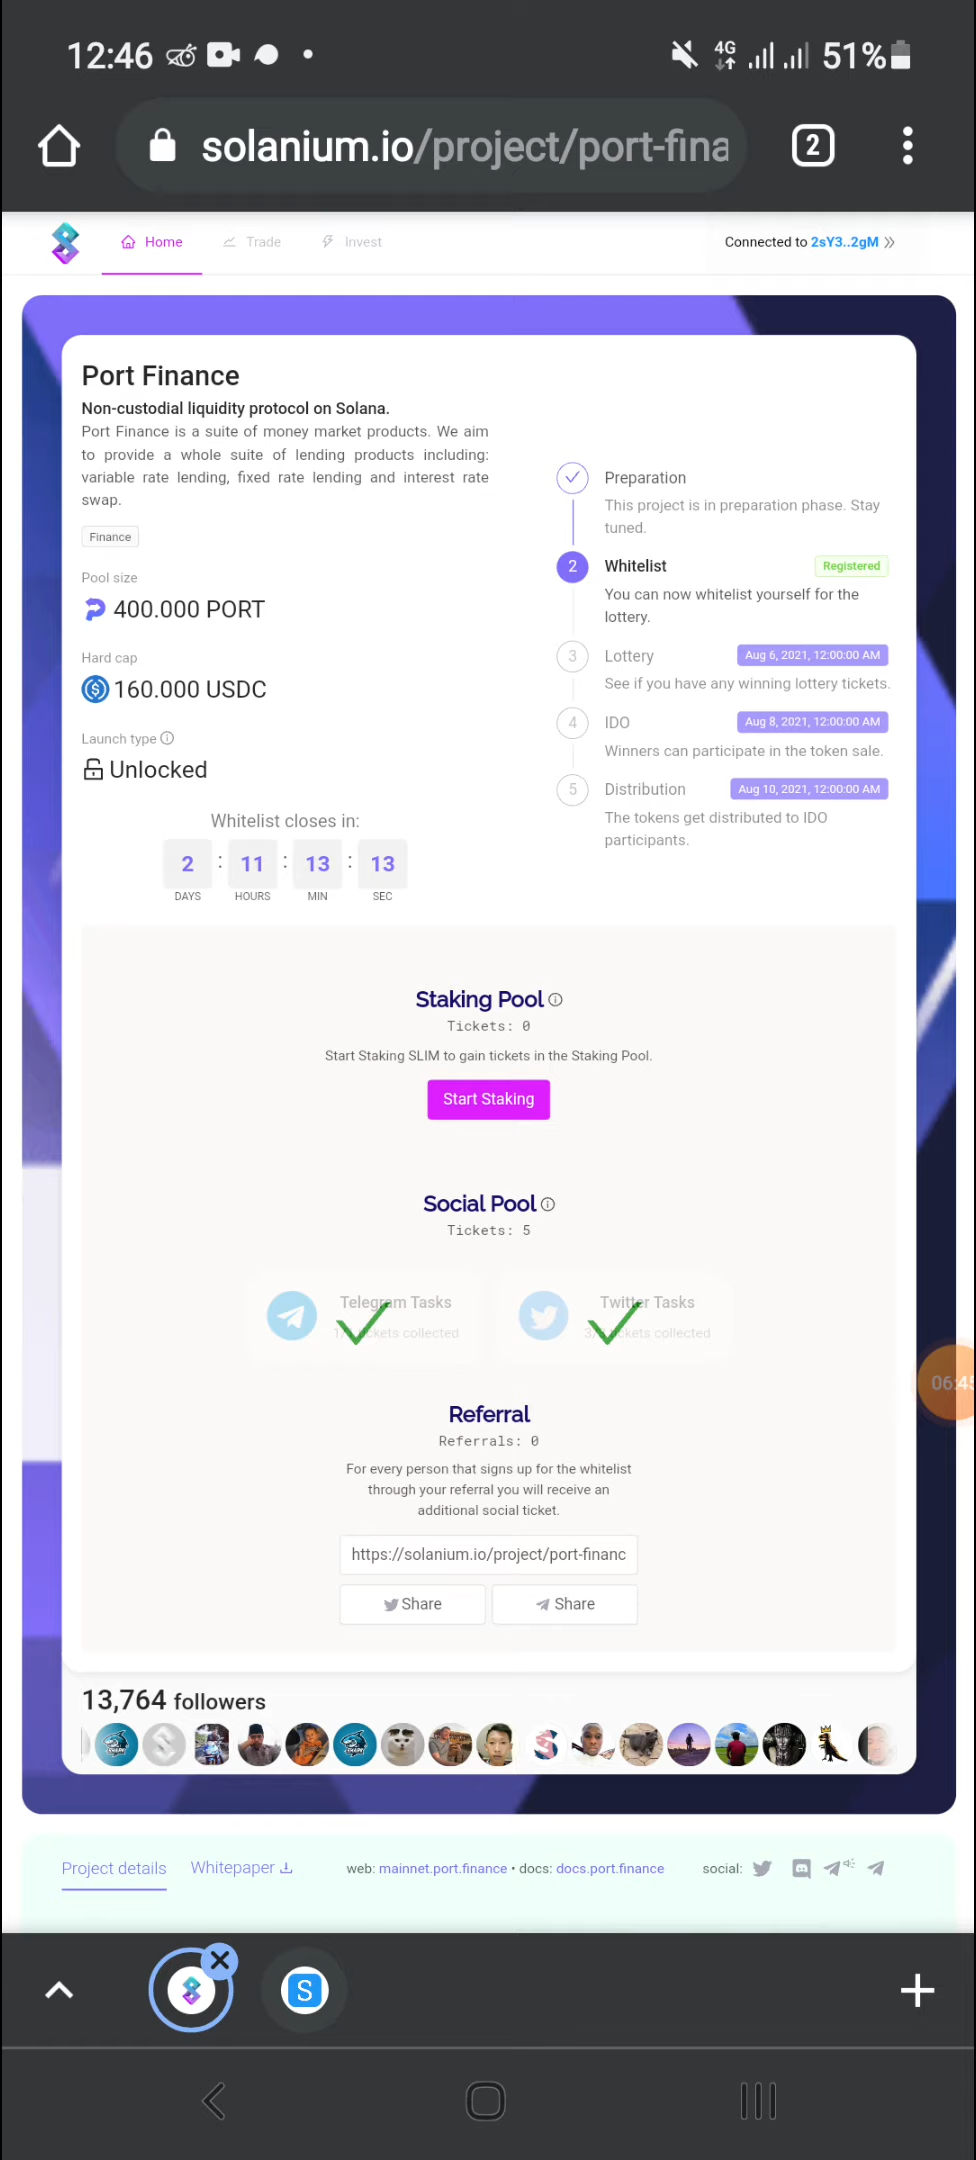 12:46
4G
51%
solanium.io/project/port-fina
2
Home
Trade
Invest
Connected to 2sY3..2gM
Port Finance
Non-custodial liquidity protocol on Solana.
Port Finance is a suite of money market products. We aim
to provide a whole suite of lending products including:
variable rate lending, fixed rate lending and interest rate
swap.
Finance
Pool size
400.000 PORT
Hard cap
160.000 USDC
Launch type
Unlocked
Whitelist closes in:
2 : 11 : 13 : 13
DAYS HOURS MIN SEC
Preparation
This project is in preparation phase. Stay
tuned.
2 Whitelist Registered
You can now whitelist yourself for the
lottery.
3 Lottery Aug 6, 2021, 12:00:00 AM
See if you have any winning lottery tickets.
4 IDO Aug 8, 2021, 12:00:00 AM
Winners can participate in the token sale.
5 Distribution Aug 10, 2021, 12:00:00 AM
The tokens get distributed to IDO
participants.
Staking Pool
Tickets: 0
Start Staking SLIM to gain tickets in the Staking Pool.
Start Staking
Social Pool
Tickets: 5
Telegram Tasks
tickets collected
Twitter Tasks
tickets collected
06:45
Referral
Referrals: 0
For every person that signs up for the whitelist
through your referral you will receive an
additional social ticket.
https://solanium.io/project/port-financ
Share
Share
13,764 followers
Project details
Whitepaper
web: mainnet.port.finance • docs: docs.port.finance
social:
S